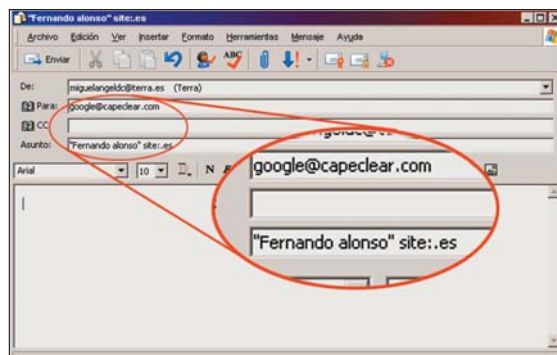 "Fernando alonso" site:.es
Archivo Edición Ver Insertar Formato Herramientas Mensaje Ayuda
Enviar ABC
De: miguelangeldc@terra.es (Terra)
Para: google@capeclear.com
CC:
Asunto: "Fernando alonso" site:.es
Arial 10 N
google@capeclear.com
"Fernando alonso" site:.es